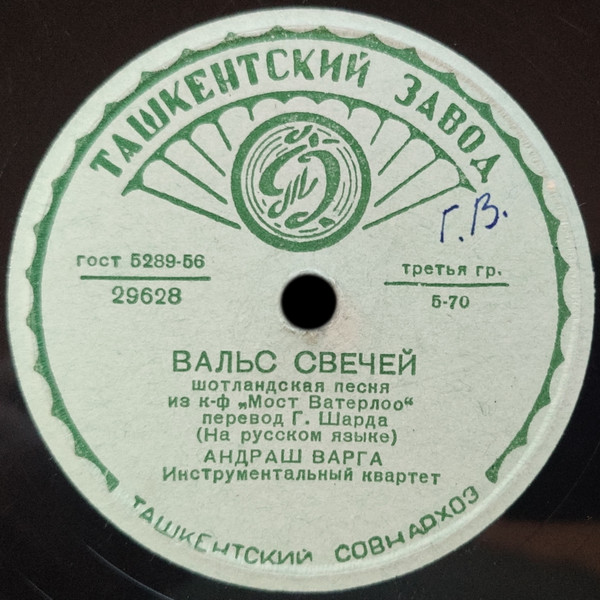 ТАШКЕНТСКИЙ ЗАВОД
Г.В.
гост 5289-56
29628
третья гр.
5-70
ВАЛЬС СВЕЧЕЙ
шотландская песня
из к-ф „Мост Ватерлоо“
перевод Г. Шарда
(На русском языке)
АНДРАШ ВАРГА
Инструментальный квартет
ТАШКЕНТСКИЙ СОВНАРХОЗ